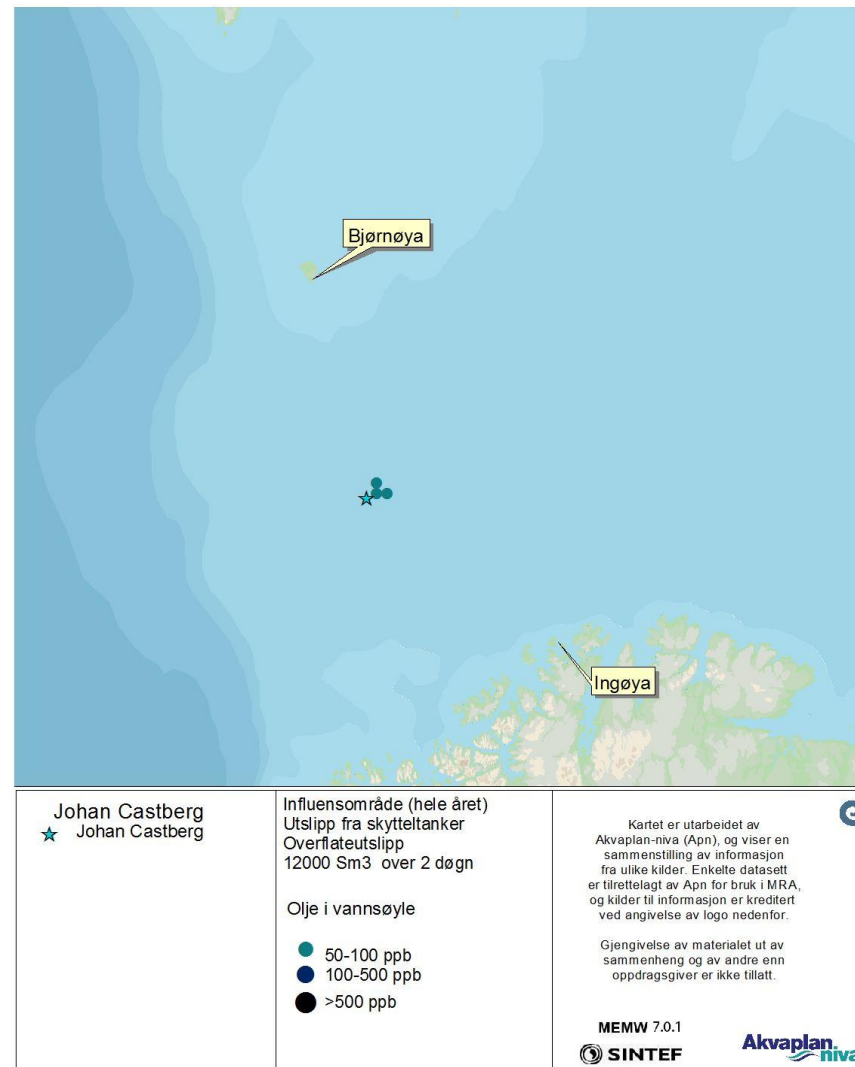 Bjørnøya
Ingøya
Johan Castberg
Johan Castberg
Influensområde (hele året)
Utslipp fra skytteltanker
Overflateutslipp
12000 Sm3 over 2 døgn
Olje i vannsøyle
50-100 ppb
100-500 ppb
>500 ppb
Kartet er utarbeidet av
Akvaplan-niva (Apn), og viser en
sammenstilling av informasjon
fra ulike kilder. Enkelte datasett
er tilrettelagt av Apn for bruk i MRA,
og kilder til informasjon er kreditert
ved angivelse av logo nedenfor.
Gjengivelse av materialet ut av
sammenheng og av andre enn
oppdragsgiver er ikke tillatt.
MEMW 7.0.1
SINTEF
Akvaplan
niva